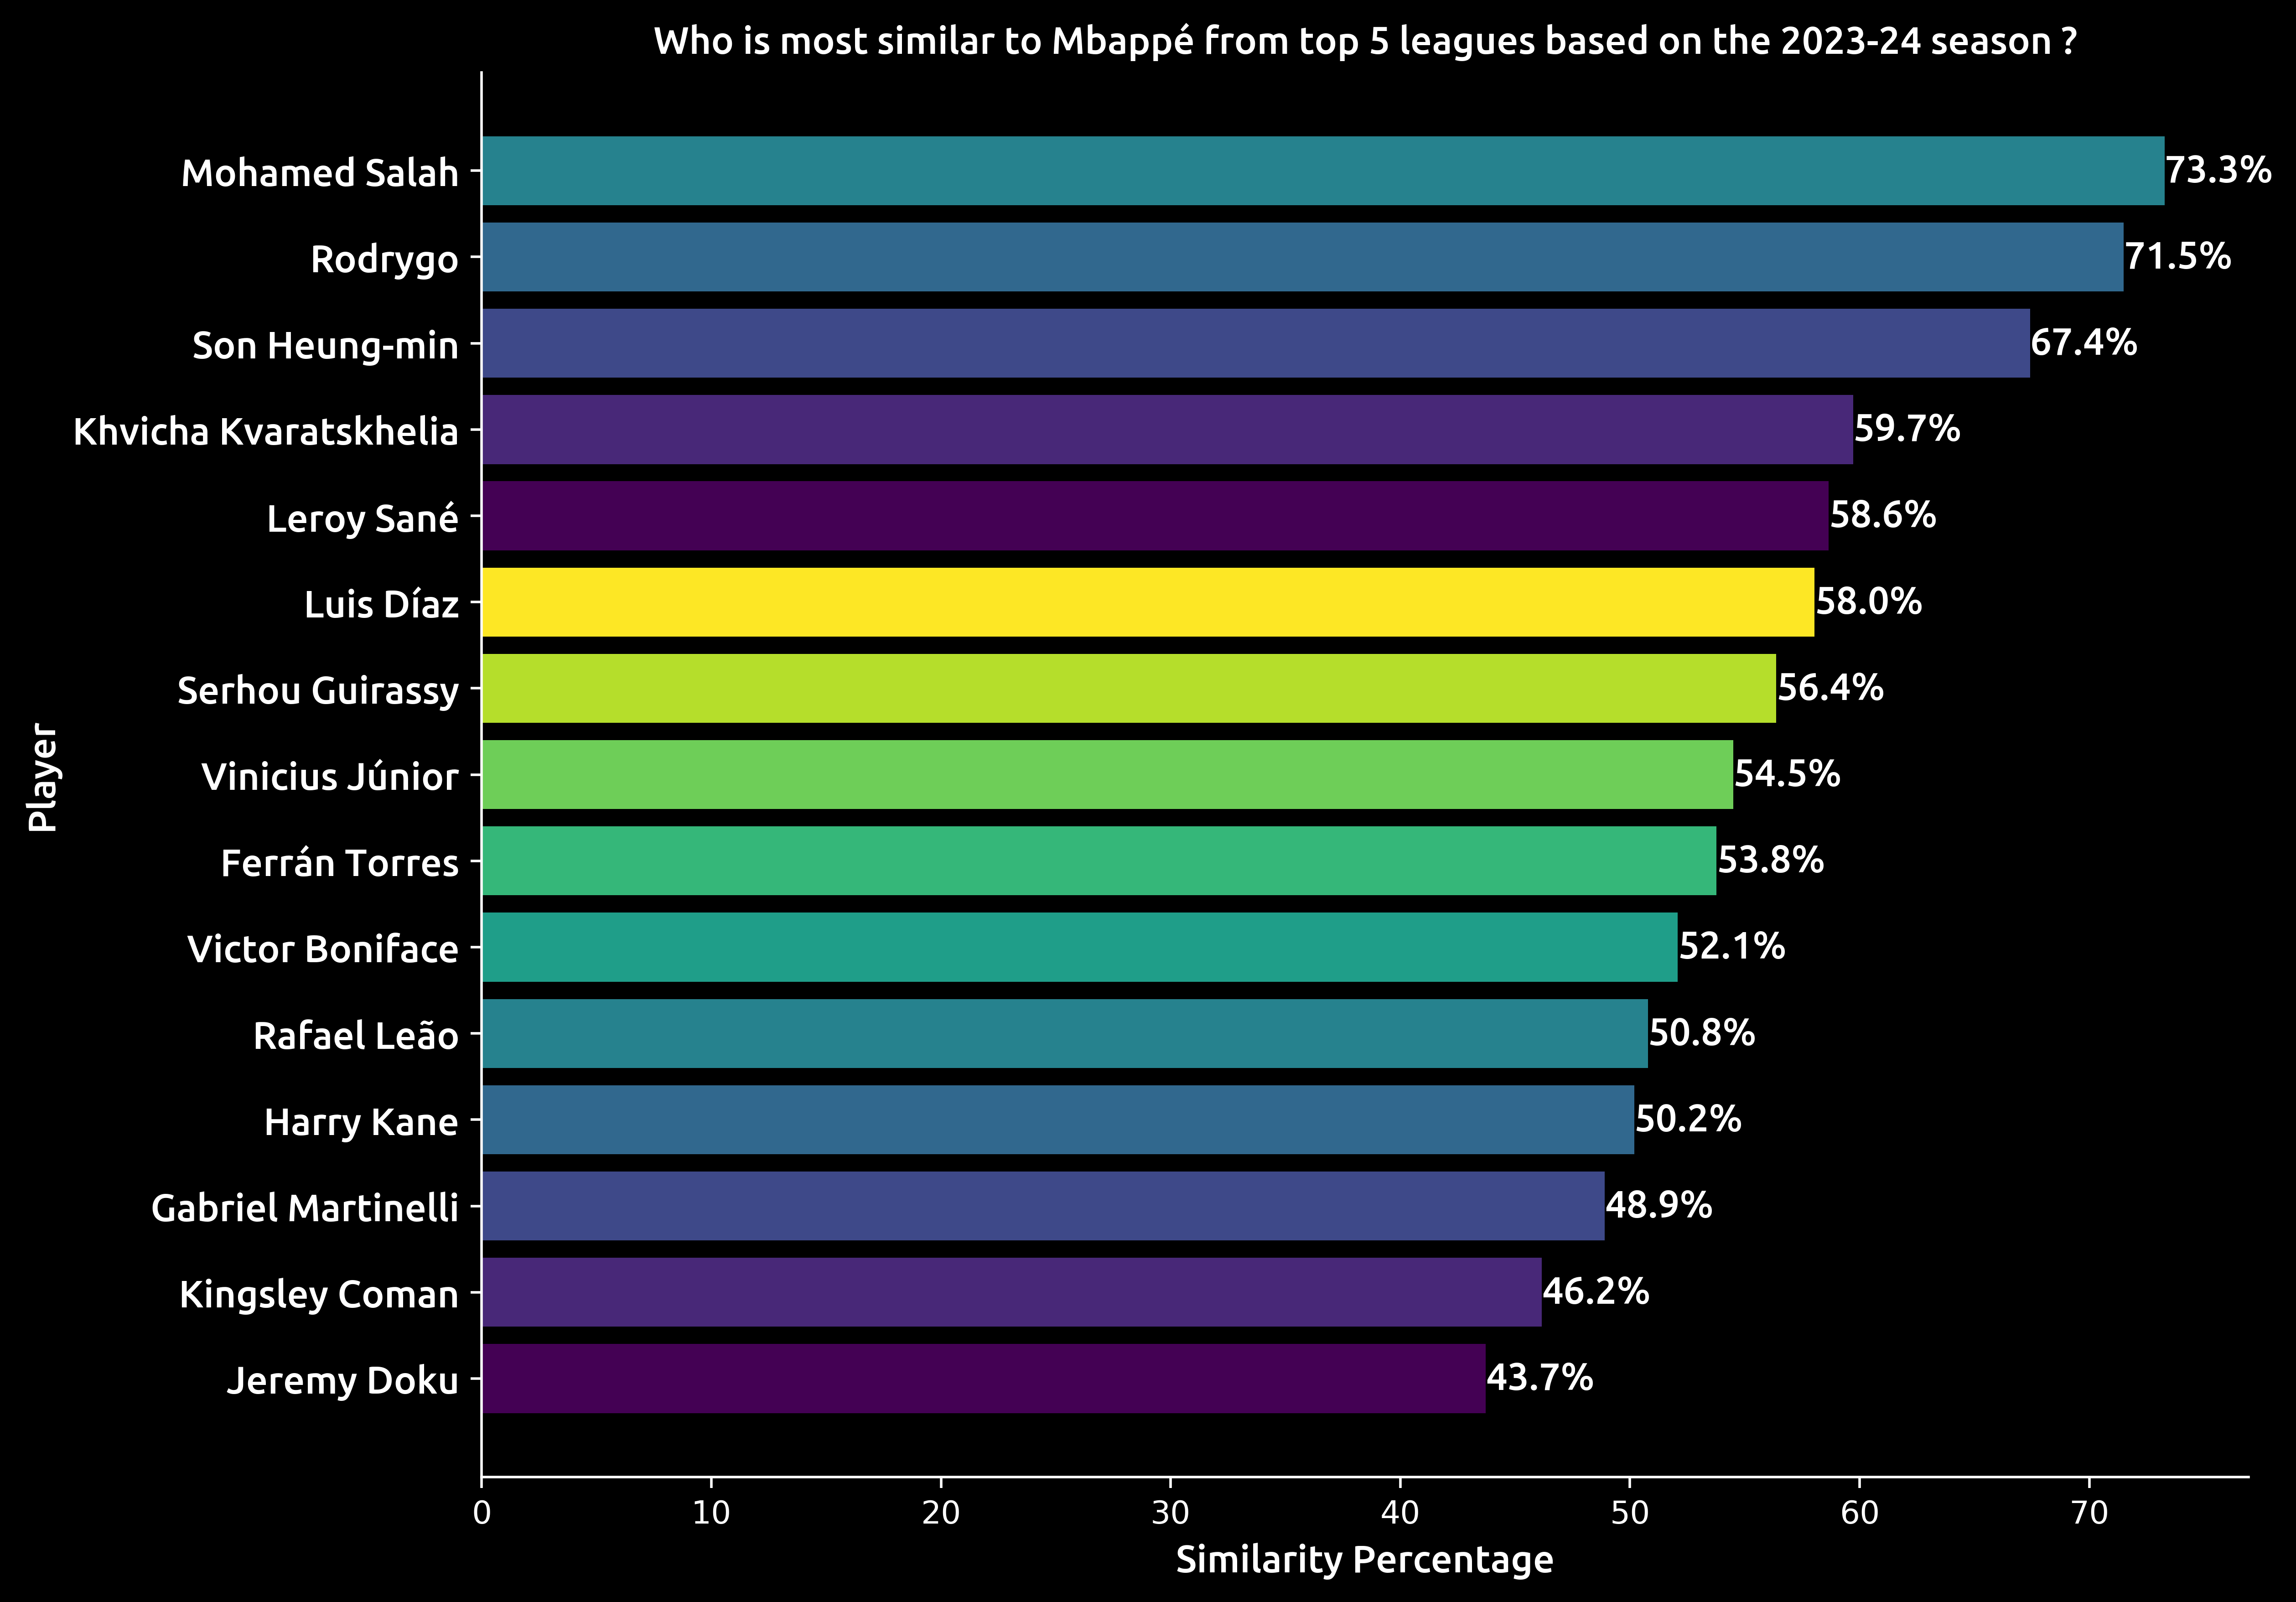 Who is most similar to Mbappé from top 5 leagues based on the 2023-24 season ?
Mohamed Salah 73.3%
Rodrygo 71.5%
Son Heung-min 67.4%
Khvicha Kvaratskhelia 59.7%
Leroy Sané 58.6%
Luis Díaz 58.0%
Serhou Guirassy 56.4%
Vinicius Júnior 54.5%
Ferrán Torres 53.8%
Victor Boniface 52.1%
Rafael Leão 50.8%
Harry Kane 50.2%
Gabriel Martinelli 48.9%
Kingsley Coman 46.2%
Jeremy Doku 43.7%
Player
0 10 20 30 40 50 60 70
Similarity Percentage